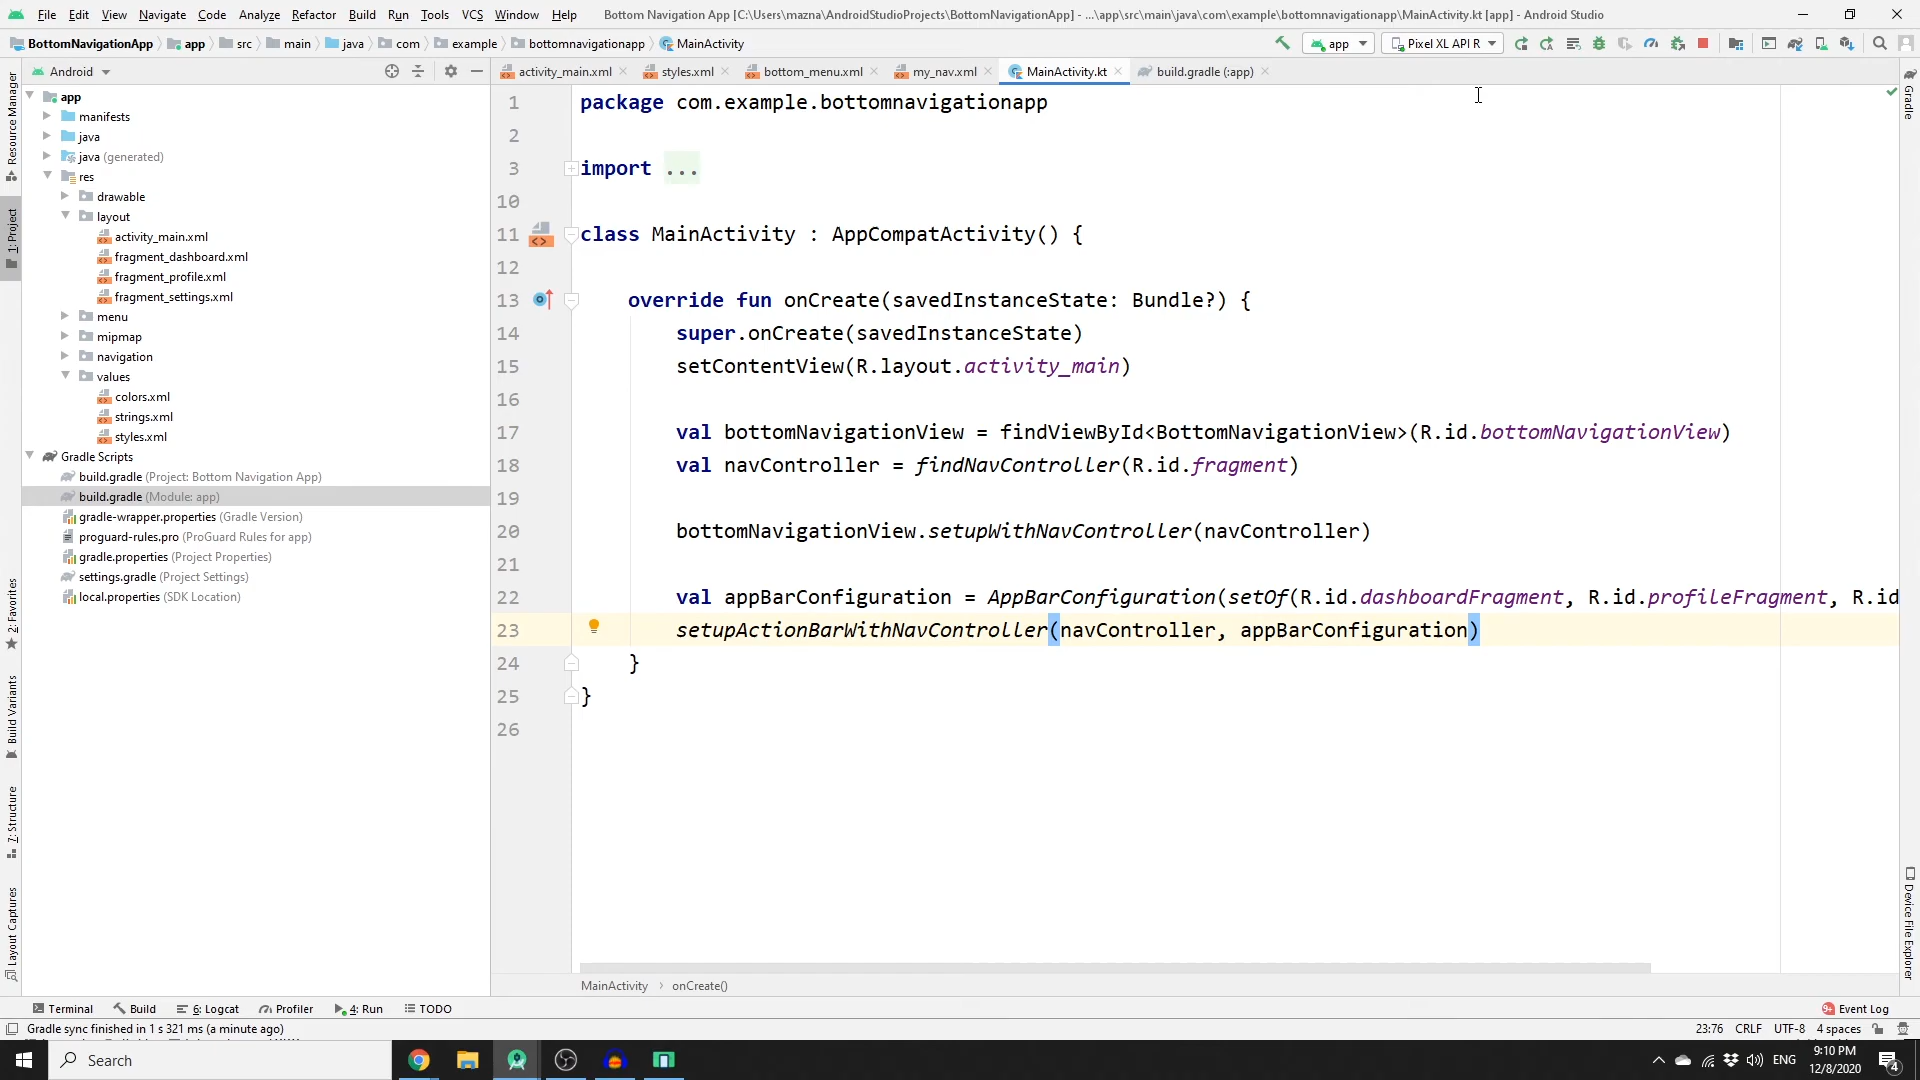 File Edit View Navigate Code Analyze Refactor Build Run Tools VCS Window Help Bottom Navigation App [C:\Users\mazna\AndroidStudioProjects\BottomNavigationApp] - ...\app\src\main\java\com\example\bottomnavigationapp\MainActivity.kt [app] - Android Studio
BottomNavigationApp app src main java com example bottomnavigationapp MainActivity app Pixel XL API R
Android
activity_main.xml styles.xml bottom_menu.xml my_nav.xml MainActivity.kt build.gradle (:app)
Resource Manager
1: Project
2: Favorites
Build Variants
7: Structure
Layout Captures
app
manifests
java
java (generated)
res
drawable
layout
activity_main.xml
fragment_dashboard.xml
fragment_profile.xml
fragment_settings.xml
menu
mipmap
navigation
values
colors.xml
strings.xml
styles.xml
Gradle Scripts
build.gradle (Project: Bottom Navigation App)
build.gradle (Module: app)
gradle-wrapper.properties (Gradle Version)
proguard-rules.pro (ProGuard Rules for app)
gradle.properties (Project Properties)
settings.gradle (Project Settings)
local.properties (SDK Location)
1 package com.example.bottomnavigationapp
2
3 import ...
10
11 class MainActivity : AppCompatActivity() {
12
13 override fun onCreate(savedInstanceState: Bundle?) {
14 super.onCreate(savedInstanceState)
15 setContentView(R.layout.activity_main)
16
17 val bottomNavigationView = findViewById<BottomNavigationView>(R.id.bottomNavigationView)
18 val navController = findNavController(R.id.fragment)
19
20 bottomNavigationView.setupWithNavController(navController)
21
22 val appBarConfiguration = AppBarConfiguration(setOf(R.id.dashboardFragment, R.id.profileFragment, R.id
23 setupActionBarWithNavController(navController, appBarConfiguration)
24 }
25 }
26
Gradle
Device File Explorer
MainActivity onCreate()
Terminal Build 6: Logcat Profiler 4: Run TODO Event Log
Gradle sync finished in 1 s 321 ms (a minute ago) 23:76 CRLF UTF-8 4 spaces
Search ENG 9:10 PM
12/8/2020 4